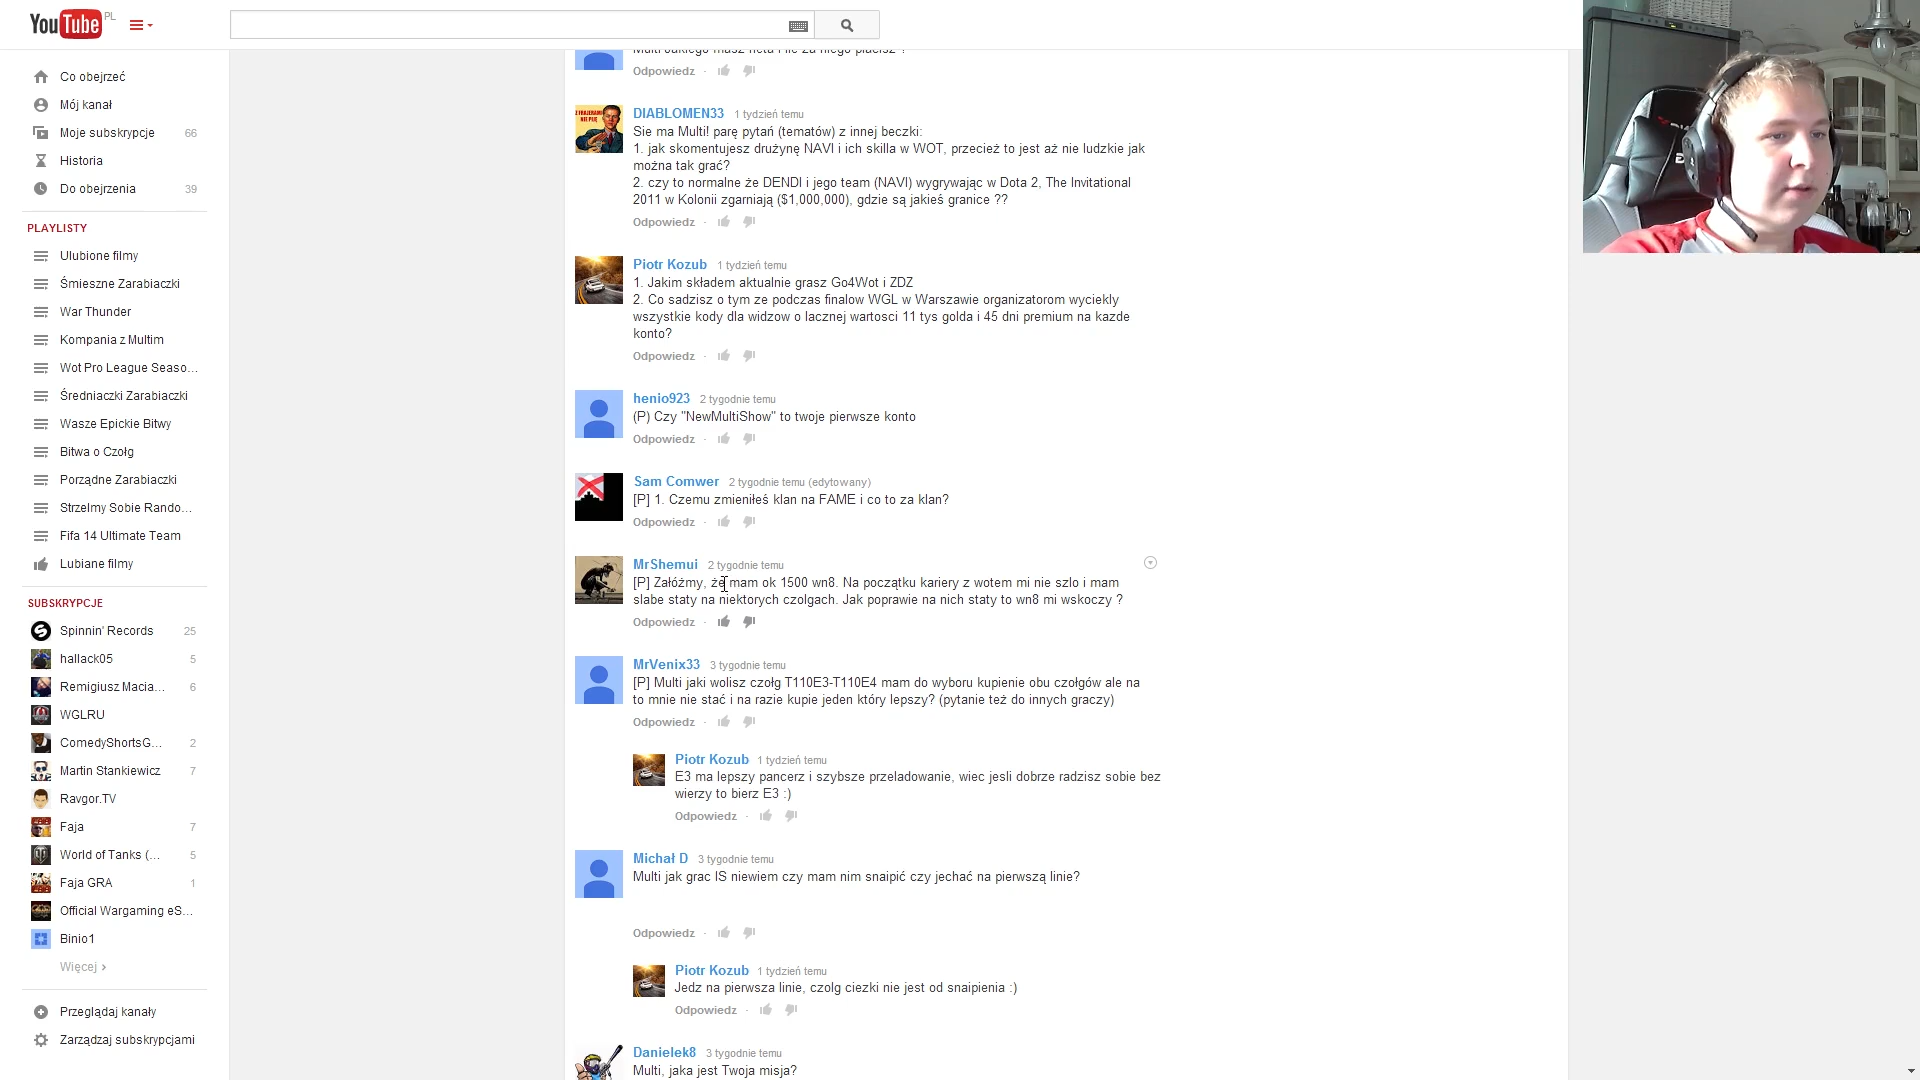 YouTube PL
Co obejrzeć
Mój kanał
Moje subskrypcje 66
Historia
Do obejrzenia 39
PLAYLISTY
Ulubione filmy
Śmieszne Zarabiaczki
War Thunder
Kompania z Multim
Wot Pro League Seaso...
Średniaczki Zarabiaczki
Wasze Epickie Bitwy
Bitwa o Czołg
Porządne Zarabiaczki
Strzelmy Sobie Rando...
Fifa 14 Ultimate Team
Lubiane filmy
SUBSKRYPCJE
Spinnin' Records 25
hallack05 5
Remigiusz Macia... 6
WGLRU
ComedyShortsG... 2
Martin Stankiewicz 7
Ravgor.TV
Faja 7
World of Tanks (... 5
Faja GRA 1
Official Wargaming eS...
Binio1
Więcej ›
Przeglądaj kanały
Zarządzaj subskrypcjami
Odpowiedz ·
DIABLOMEN33 1 tydzień temu
Sie ma Multi! parę pytań (tematów) z innej beczki:
1. jak skomentujesz drużynę NAVI i ich skilla w WOT, przecież to jest aż nie ludzkie jak
można tak grać?
2. czy to normalne że DENDI i jego team (NAVI) wygrywając w Dota 2, The Invitational
2011 w Kolonii zgarniają ($1,000,000), gdzie są jakieś granice ??
Odpowiedz ·
Piotr Kozub 1 tydzień temu
1. Jakim składem aktualnie grasz Go4Wot i ZDZ
2. Co sadzisz o tym ze podczas finalow WGL w Warszawie organizatorom wyciekly
wszystkie kody dla widzow o lacznej wartosci 11 tys golda i 45 dni premium na kazde
konto?
Odpowiedz ·
henio923 2 tygodnie temu
(P) Czy "NewMultiShow" to twoje pierwsze konto
Odpowiedz ·
Sam Comwer 2 tygodnie temu (edytowany)
[P] 1. Czemu zmieniłeś klan na FAME i co to za klan?
Odpowiedz ·
MrShemui 2 tygodnie temu
[P] Załóżmy, że mam ok 1500 wn8. Na początku kariery z wotem mi nie szlo i mam
slabe staty na niektorych czolgach. Jak poprawie na nich staty to wn8 mi wskoczy ?
Odpowiedz ·
MrVenix33 3 tygodnie temu
[P] Multi jaki wolisz czołg T110E3-T110E4 mam do wyboru kupienie obu czołgów ale na
to mnie nie stać i na razie kupie jeden który lepszy? (pytanie też do innych graczy)
Odpowiedz ·
Piotr Kozub 1 tydzień temu
E3 ma lepszy pancerz i szybsze przeladowanie, wiec jesli dobrze radzisz sobie bez
wierzy to bierz E3 :)
Odpowiedz ·
Michał D 3 tygodnie temu
Multi jak grac IS niewiem czy mam nim snaipić czy jechać na pierwszą linie?
Odpowiedz ·
Piotr Kozub 1 tydzień temu
Jedz na pierwsza linie, czolg ciezki nie jest od snaipienia :)
Odpowiedz ·
Danielek8 3 tygodnie temu
Multi, jaka jest Twoja misja?